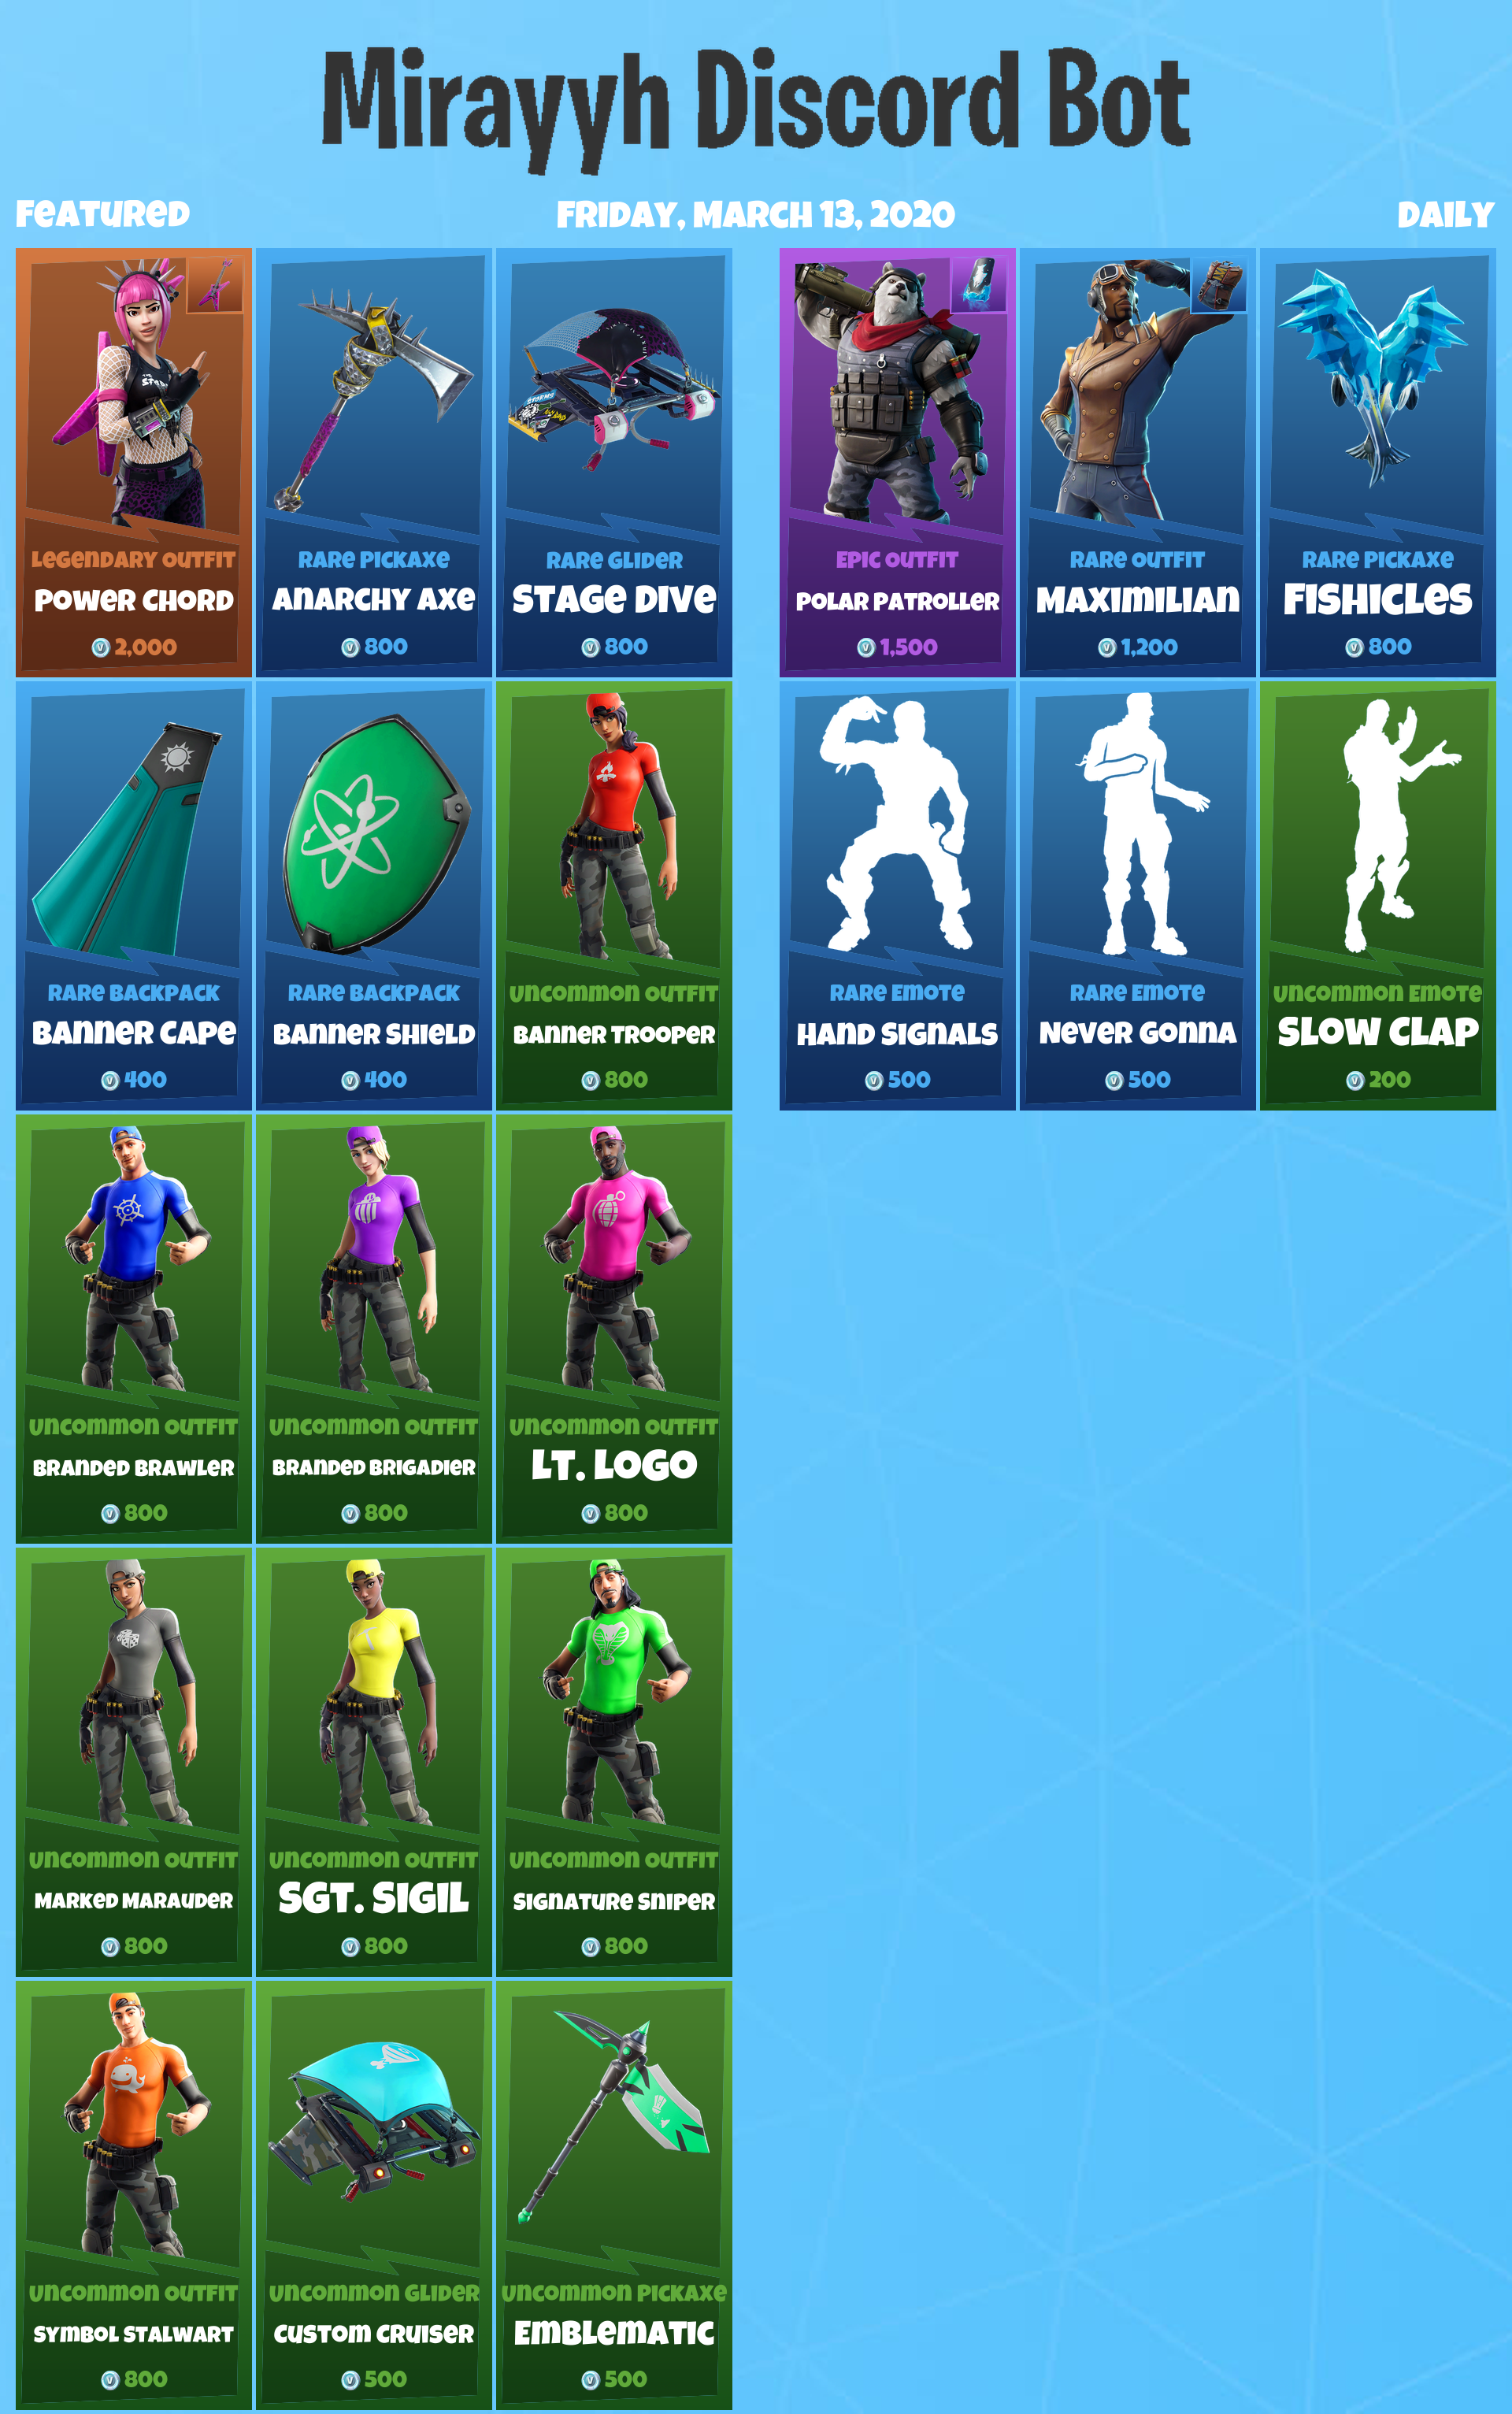 Mirayyh Discord Bot
FEATURED
FRIDAY, MARCH 13, 2020
DAILY
LEGENDARY OUTFIT
POWER CHORD
2,000
RARE PICKAXE
ANARCHY AXE
800
RARE GLIDER
STAGE DIVE
800
EPIC OUTFIT
POLAR PATROLLER
1,500
RARE OUTFIT
MAXIMILIAN
1,200
RARE PICKAXE
FISHICLES
800
RARE BACKPACK
BANNER CAPE
400
RARE BACKPACK
BANNER SHIELD
400
UNCOMMON OUTFIT
BANNER TROOPER
800
RARE EMOTE
HAND SIGNALS
500
RARE EMOTE
NEVER GONNA
500
UNCOMMON EMOTE
SLOW CLAP
200
UNCOMMON OUTFIT
BRANDED BRAWLER
800
UNCOMMON OUTFIT
BRANDED BRIGADIER
800
UNCOMMON OUTFIT
LT. LOGO
800
UNCOMMON OUTFIT
MARKED MARAUDER
800
UNCOMMON OUTFIT
SGT. SIGIL
800
UNCOMMON OUTFIT
SIGNATURE SNIPER
800
UNCOMMON OUTFIT
SYMBOL STALWART
800
UNCOMMON GLIDER
CUSTOM CRUISER
500
UNCOMMON PICKAXE
EMBLEMATIC
500